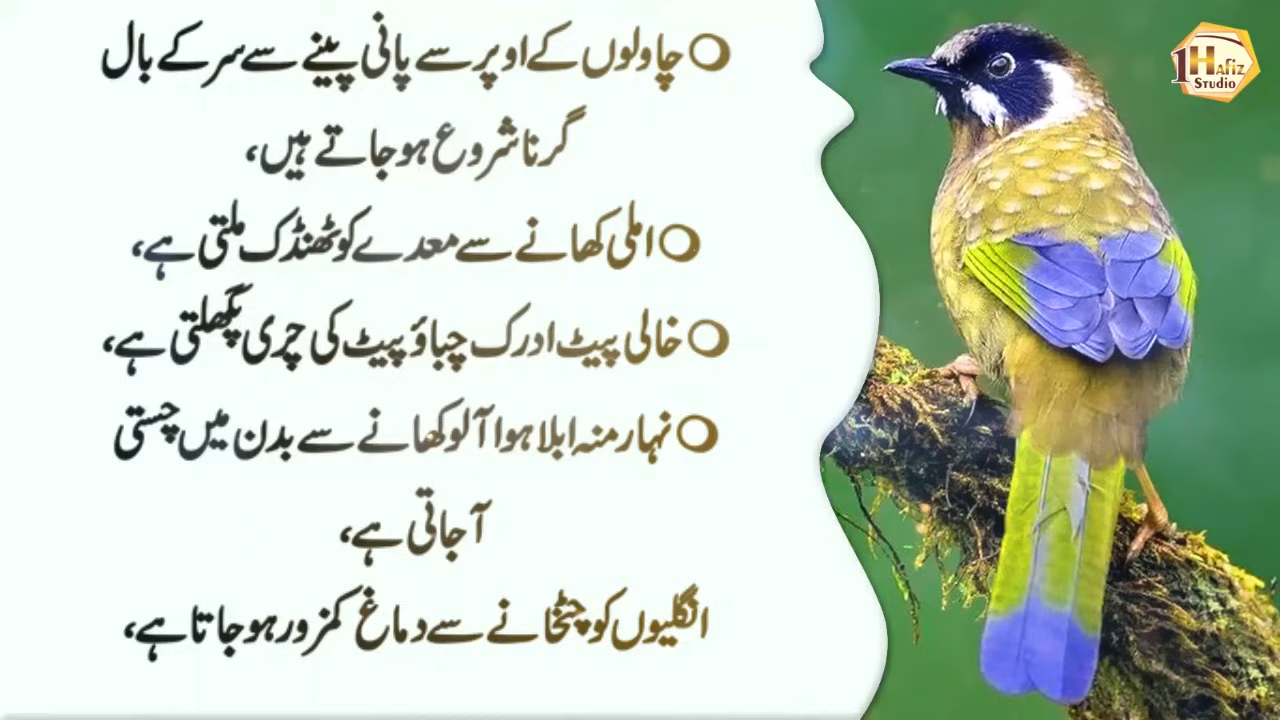 ○ چاولوں کے اوپر سے پانی پینے سے سر کے بال
گرنا شروع ہو جاتے ہیں،
○ املی کھانے سے معدے کو ٹھنڈک ملتی ہے،
○ خالی پیٹ ادرک چباؤ پیٹ کی چربی پگھلتی ہے،
○ نہار منہ ابلا ہوا آلو کھانے سے بدن میں چستی
آجاتی ہے،
انگلیوں کو چٹخانے سے دماغ کمزور ہو جاتا ہے،
1Hafiz
Studio